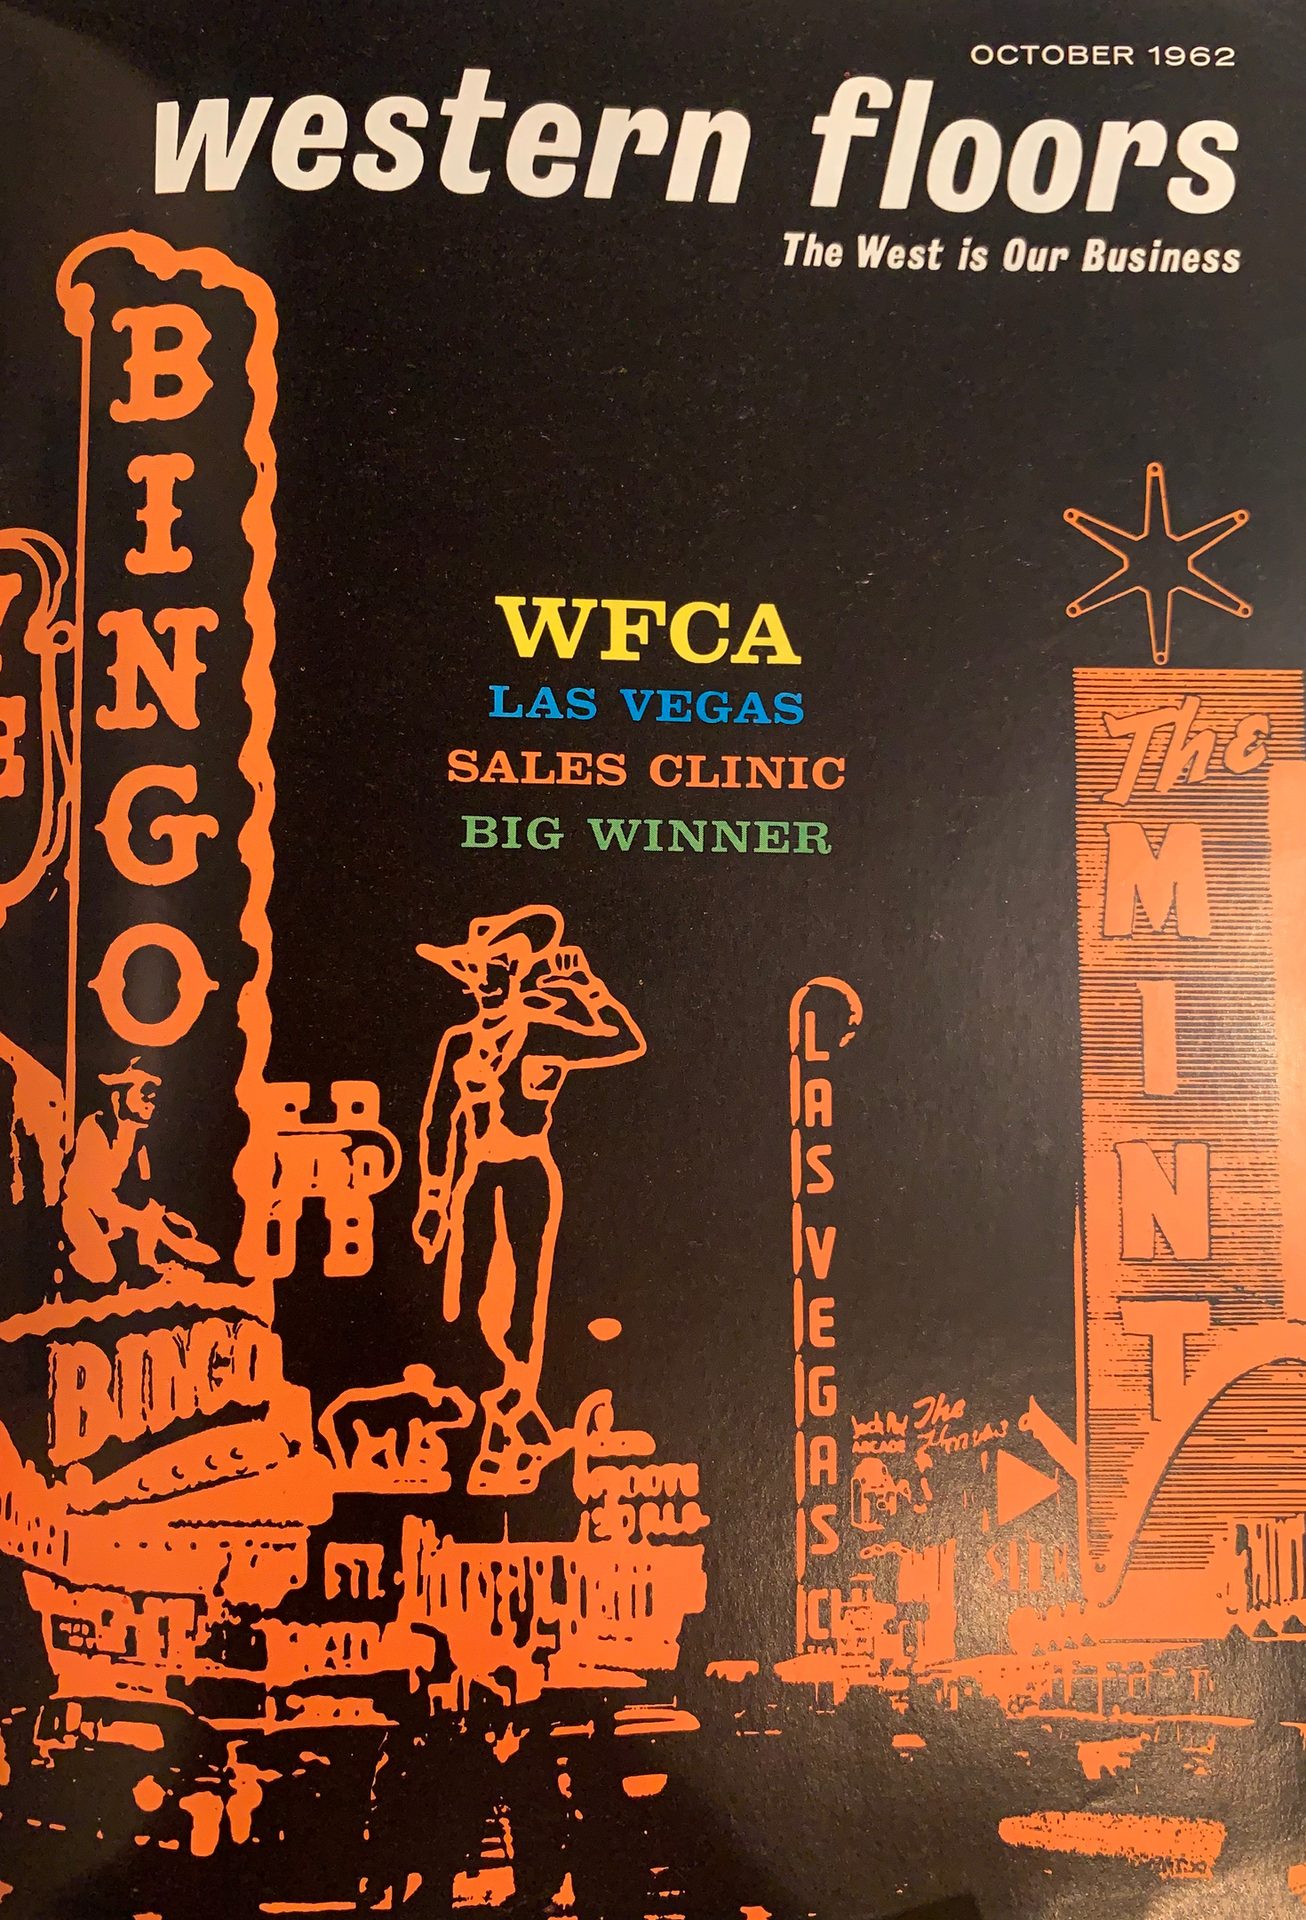 OCTOBER 1962
western floors
The West is Our Business
BINGO
WFCA
LAS VEGAS
SALES CLINIC
BIG WINNER
The
MINT
LAS VEGAS C
BINGO
The